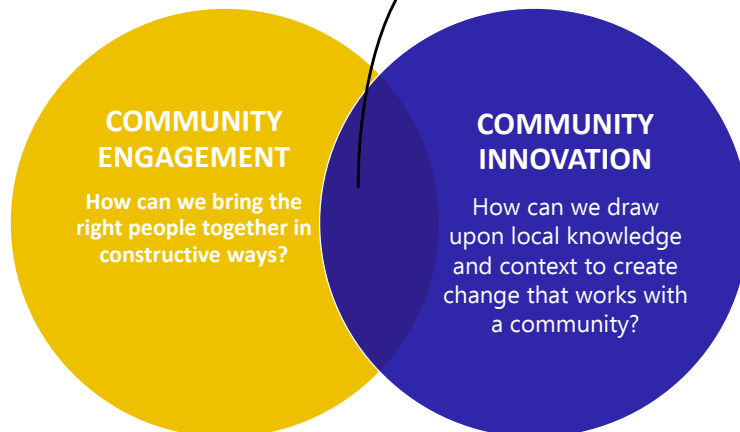 COMMUNITY
ENGAGEMENT
How can we bring the
right people together in
constructive ways?
COMMUNITY
INNOVATION
How can we draw
upon local knowledge
and context to create
change that works with
a community?